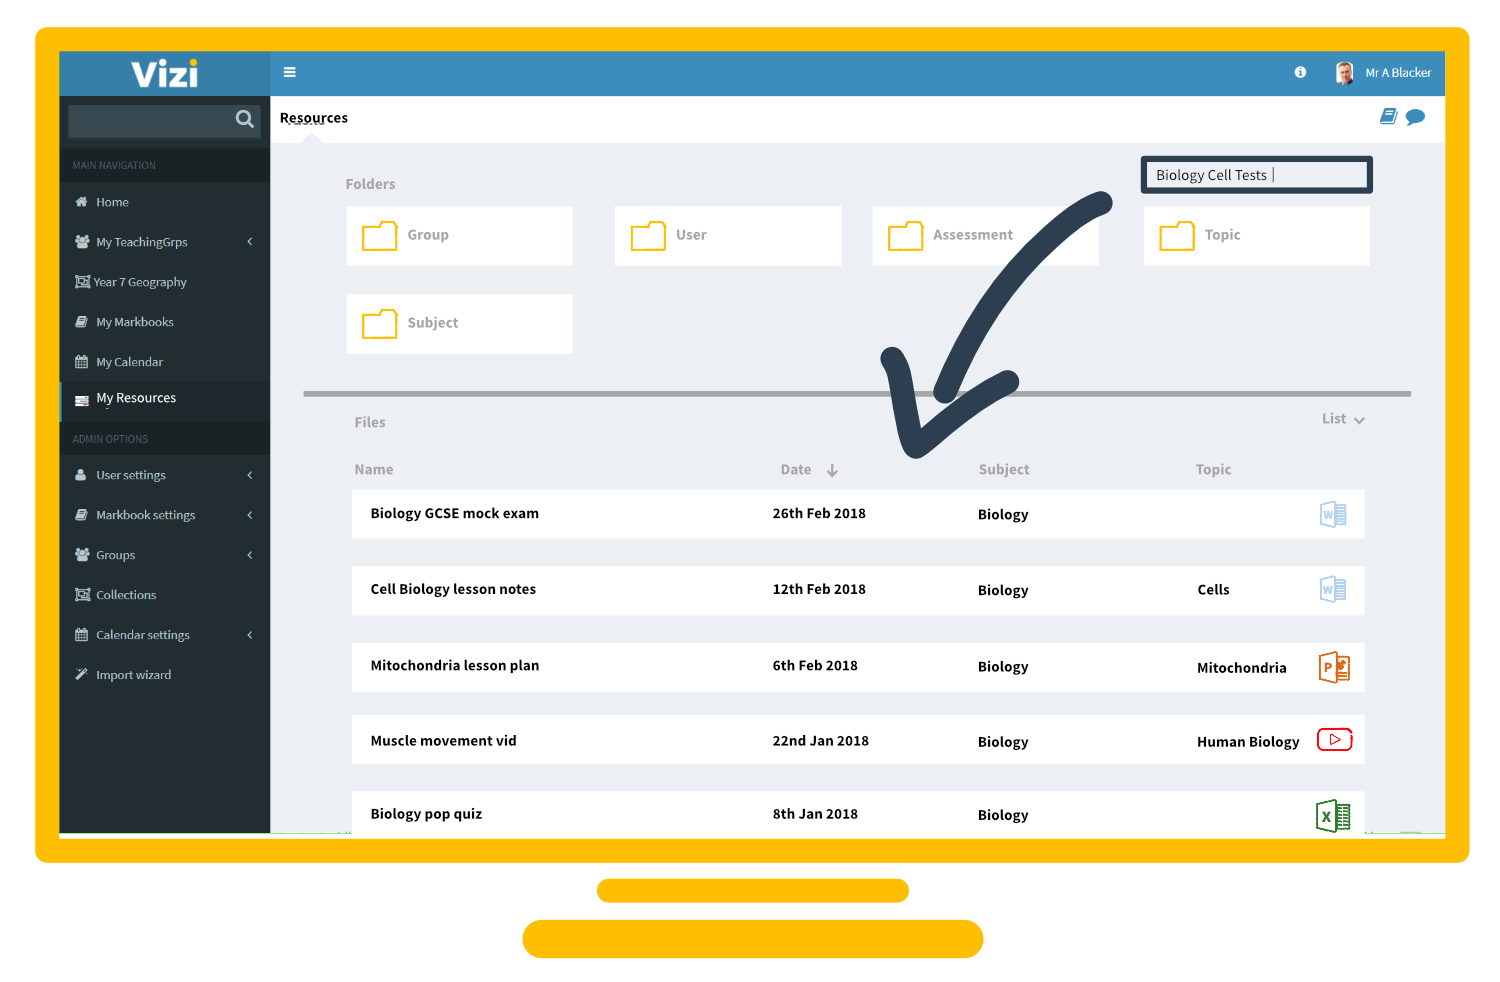 Vizi
Mr A Blacker
Resources
MAIN NAVIGATION
Home
My TeachingGrps
Year 7 Geography
My Markbooks
My Calendar
My Resources
ADMIN OPTIONS
User settings
Markbook settings
Groups
Collections
Calendar settings
Import wizard
Biology Cell Tests
Folders
Group
User
Assessment
Topic
Subject
Files
List
Name Date Subject Topic
Biology GCSE mock exam 26th Feb 2018 Biology W
Cell Biology lesson notes 12th Feb 2018 Biology Cells W
Mitochondria lesson plan 6th Feb 2018 Biology Mitochondria P
Muscle movement vid 22nd Jan 2018 Biology Human Biology
Biology pop quiz 8th Jan 2018 Biology X